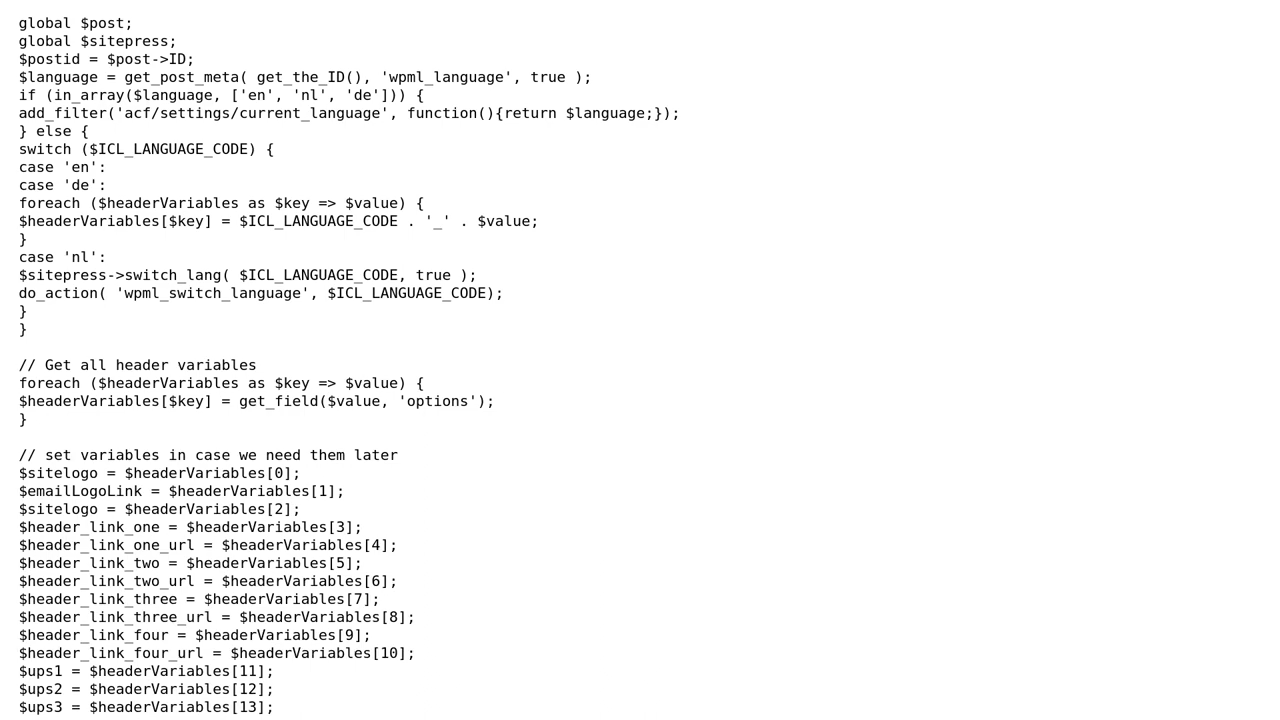 global $post;
global $sitepress;
$postid = $post->ID;
$language = get_post_meta( get_the_ID(), 'wpml_language', true );
if (in_array($language, ['en', 'nl', 'de'])) {
add_filter('acf/settings/current_language', function(){return $language;});
} else {
switch ($ICL_LANGUAGE_CODE) {
case 'en':
case 'de':
foreach ($headerVariables as $key => $value) {
$headerVariables[$key] = $ICL_LANGUAGE_CODE . '_' . $value;
}
case 'nl':
$sitepress->switch_lang( $ICL_LANGUAGE_CODE, true );
do_action( 'wpml_switch_language', $ICL_LANGUAGE_CODE);
}
}

// Get all header variables
foreach ($headerVariables as $key => $value) {
$headerVariables[$key] = get_field($value, 'options');
}

// set variables in case we need them later
$sitelogo = $headerVariables[0];
$emailLogoLink = $headerVariables[1];
$sitelogo = $headerVariables[2];
$header_link_one = $headerVariables[3];
$header_link_one_url = $headerVariables[4];
$header_link_two = $headerVariables[5];
$header_link_two_url = $headerVariables[6];
$header_link_three = $headerVariables[7];
$header_link_three_url = $headerVariables[8];
$header_link_four = $headerVariables[9];
$header_link_four_url = $headerVariables[10];
$ups1 = $headerVariables[11];
$ups2 = $headerVariables[12];
$ups3 = $headerVariables[13];